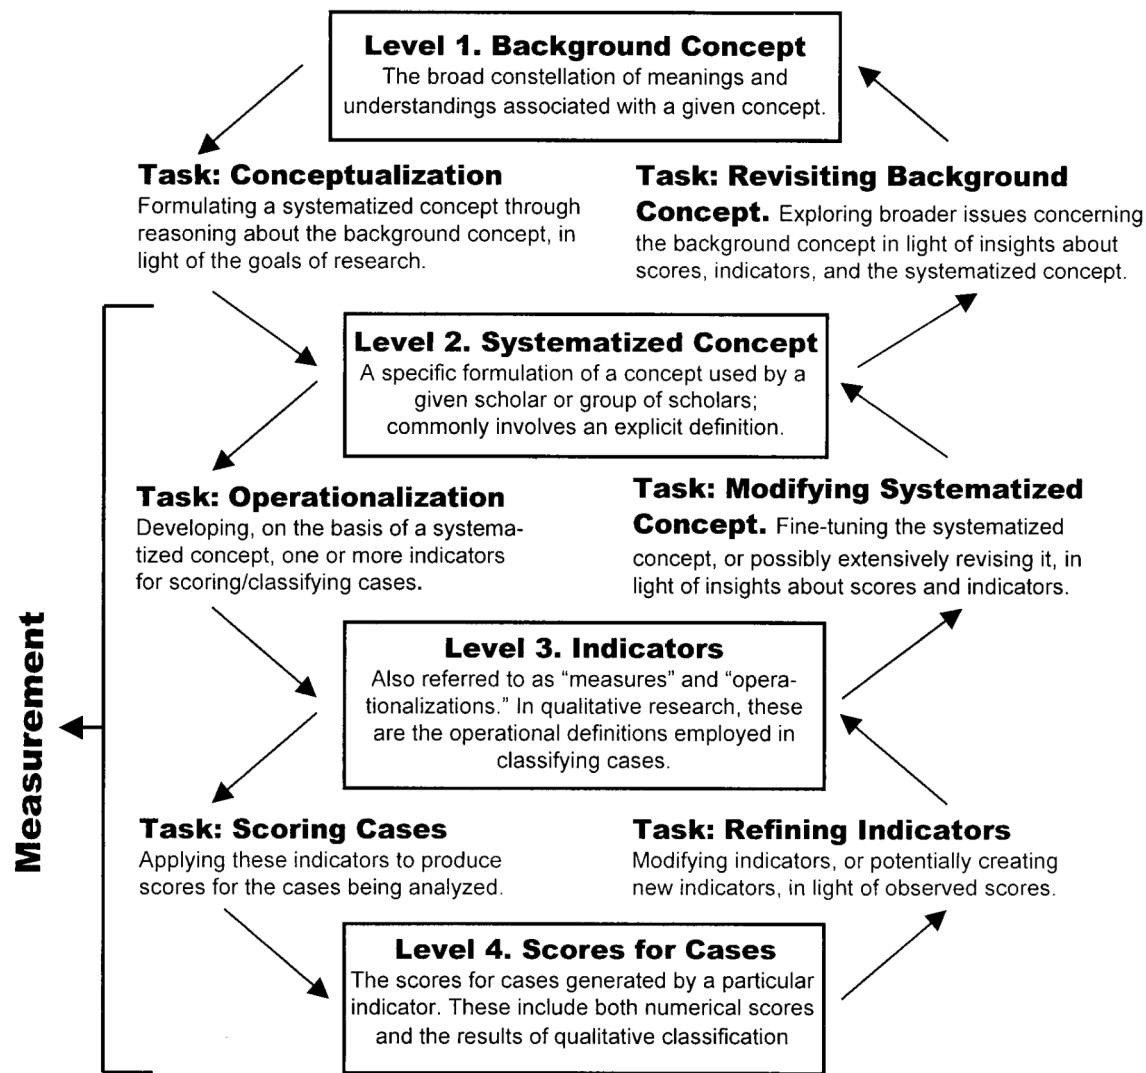 Level 1. Background Concept
The broad constellation of meanings and
understandings associated with a given concept.
Task: Conceptualization
Formulating a systematized concept through
reasoning about the background concept, in
light of the goals of research.
Task: Revisiting Background
Concept. Exploring broader issues concerning
the background concept in light of insights about
scores, indicators, and the systematized concept.
Level 2. Systematized Concept
A specific formulation of a concept used by a
given scholar or group of scholars;
commonly involves an explicit definition.
Task: Operationalization
Developing, on the basis of a systema-
tized concept, one or more indicators
for scoring/classifying cases.
Task: Modifying Systematized
Concept. Fine-tuning the systematized
concept, or possibly extensively revising it, in
light of insights about scores and indicators.
Measurement
Level 3. Indicators
Also referred to as “measures” and “opera-
tionalizations.” In qualitative research, these
are the operational definitions employed in
classifying cases.
Task: Scoring Cases
Applying these indicators to produce
scores for the cases being analyzed.
Task: Refining Indicators
Modifying indicators, or potentially creating
new indicators, in light of observed scores.
Level 4. Scores for Cases
The scores for cases generated by a particular
indicator. These include both numerical scores
and the results of qualitative classification